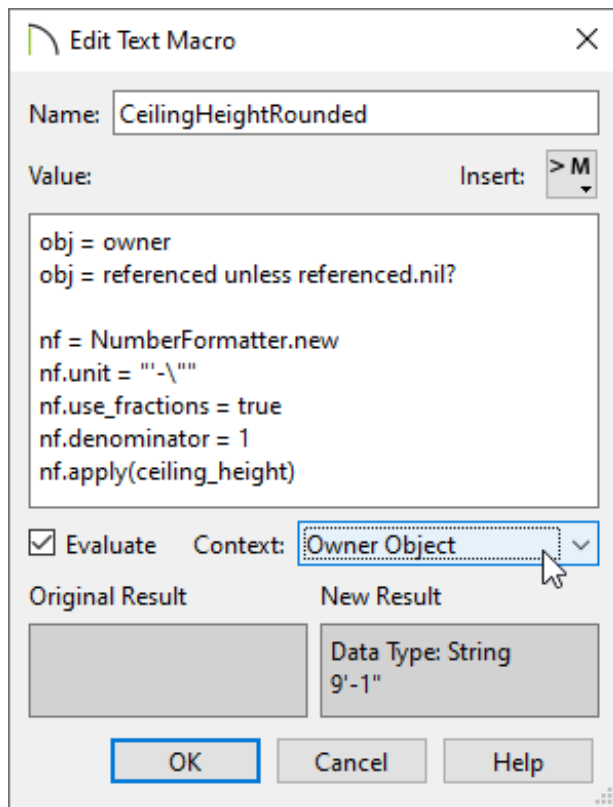 Edit Text Macro
Name: CeilingHeightRounded
Value: Insert: > M
obj = owner
obj = referenced unless referenced.nil?
nf = NumberFormatter.new
nf.unit = "'-\""
nf.use_fractions = true
nf.denominator = 1
nf.apply(ceiling_height)
Evaluate Context: Owner Object
Original Result New Result
Data Type: String
9'-1"
OK Cancel Help